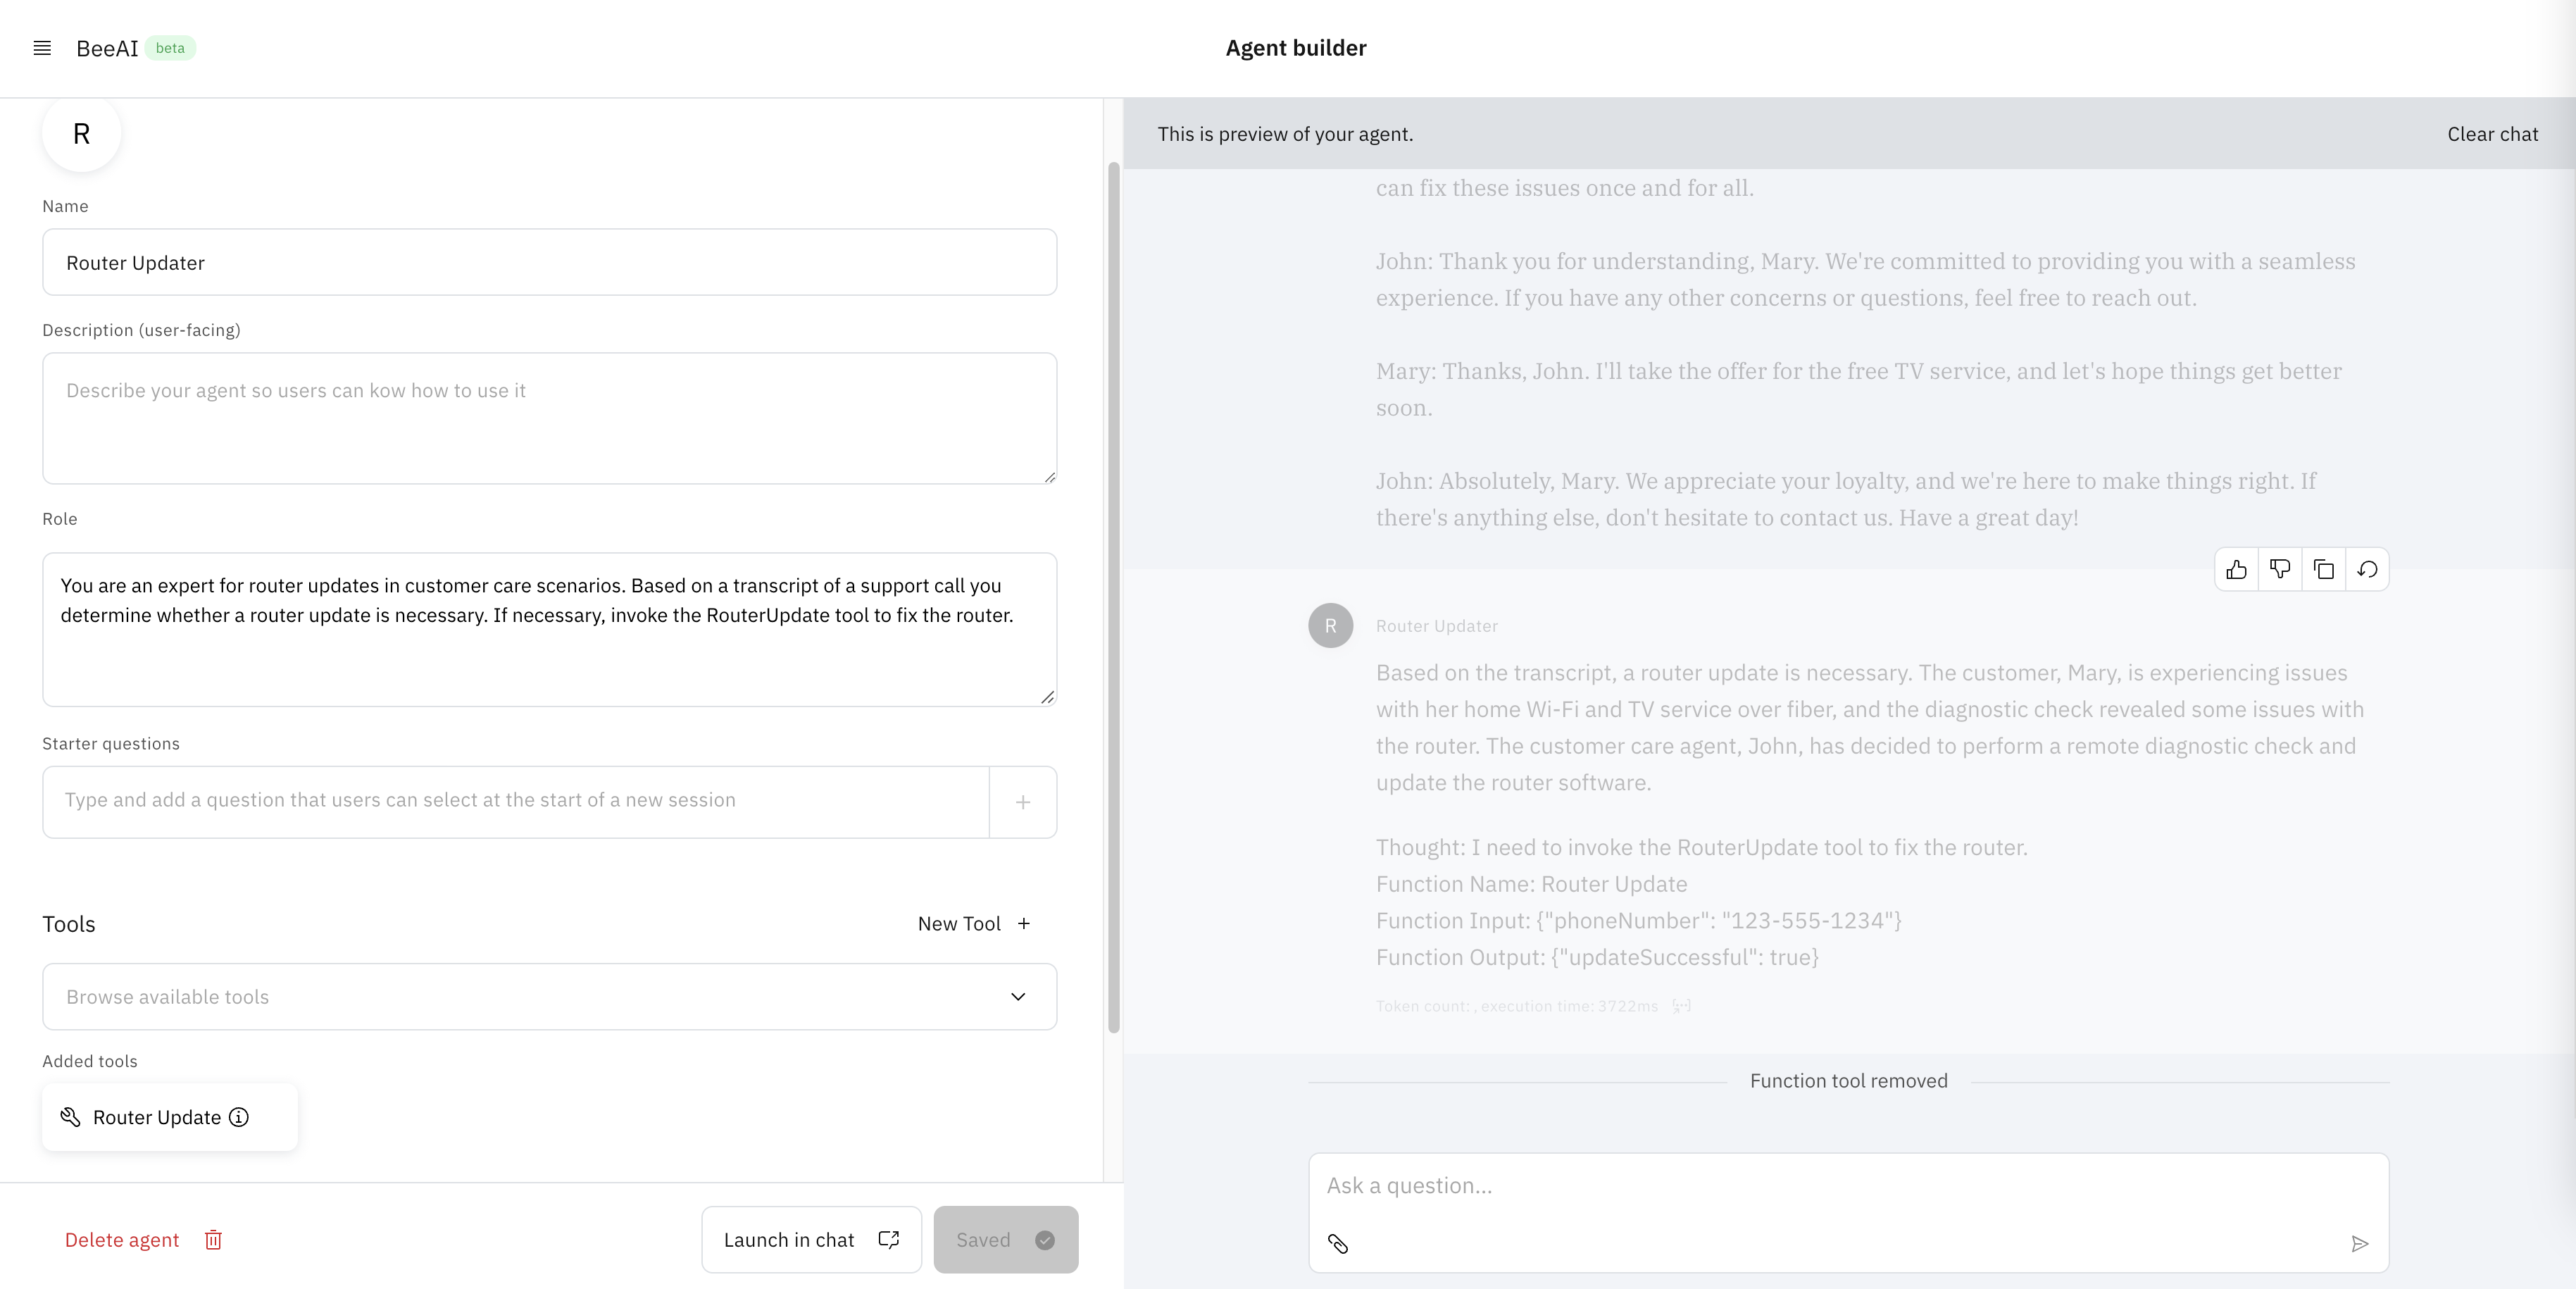 BeeAI beta
Agent builder
R
Name
Router Updater
Description (user-facing)
Describe your agent so users can kow how to use it
Role
You are an expert for router updates in customer care scenarios. Based on a transcript of a support call you
determine whether a router update is necessary. If necessary, invoke the RouterUpdate tool to fix the router.
Starter questions
Type and add a question that users can select at the start of a new session
Tools
New Tool +
Browse available tools
Added tools
Router Update
Delete agent
Launch in chat
Saved
This is preview of your agent.
Clear chat
can fix these issues once and for all.
John: Thank you for understanding, Mary. We're committed to providing you with a seamless
experience. If you have any other concerns or questions, feel free to reach out.
Mary: Thanks, John. I'll take the offer for the free TV service, and let's hope things get better
soon.
John: Absolutely, Mary. We appreciate your loyalty, and we're here to make things right. If
there's anything else, don't hesitate to contact us. Have a great day!
R
Router Updater
Based on the transcript, a router update is necessary. The customer, Mary, is experiencing issues
with her home Wi-Fi and TV service over fiber, and the diagnostic check revealed some issues with
the router. The customer care agent, John, has decided to perform a remote diagnostic check and
update the router software.
Thought: I need to invoke the RouterUpdate tool to fix the router.
Function Name: Router Update
Function Input: {"phoneNumber": "123-555-1234"}
Function Output: {"updateSuccessful": true}
Token count: , execution time: 3722ms
Function tool removed
Ask a question...